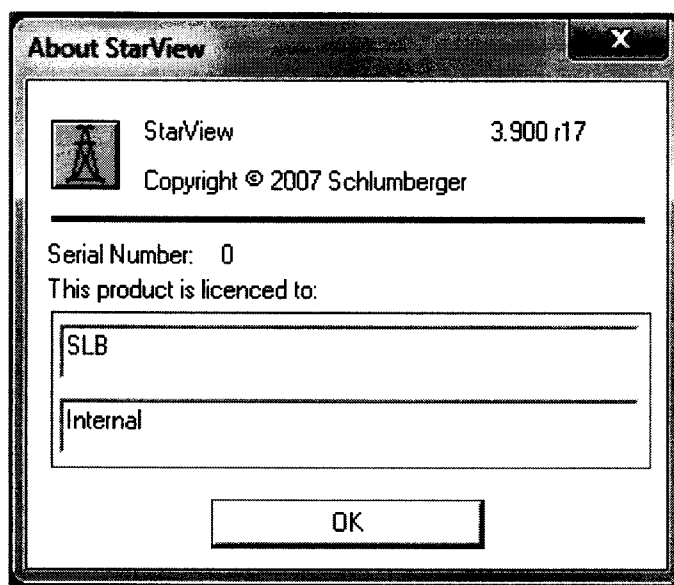 About StarView
X
StarView 3.900 r17
Copyright © 2007 Schlumberger
Serial Number: 0
This product is licenced to:
SLB
Internal
OK